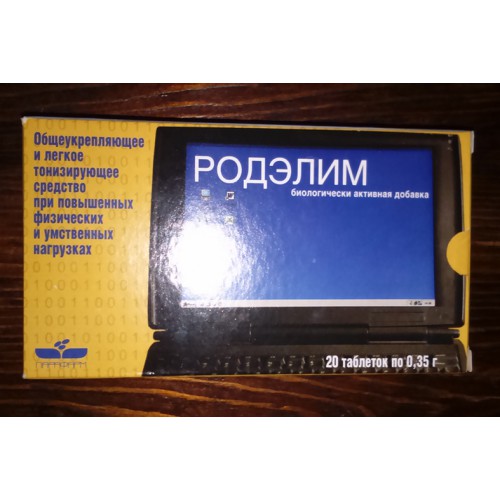 Общеукрепляющее
и легкое
тонизирующее
средство
при повышенных
физических
и умственных
нагрузках
РОДЭЛИМ
биологически активная добавка
20 таблеток по 0,35 г